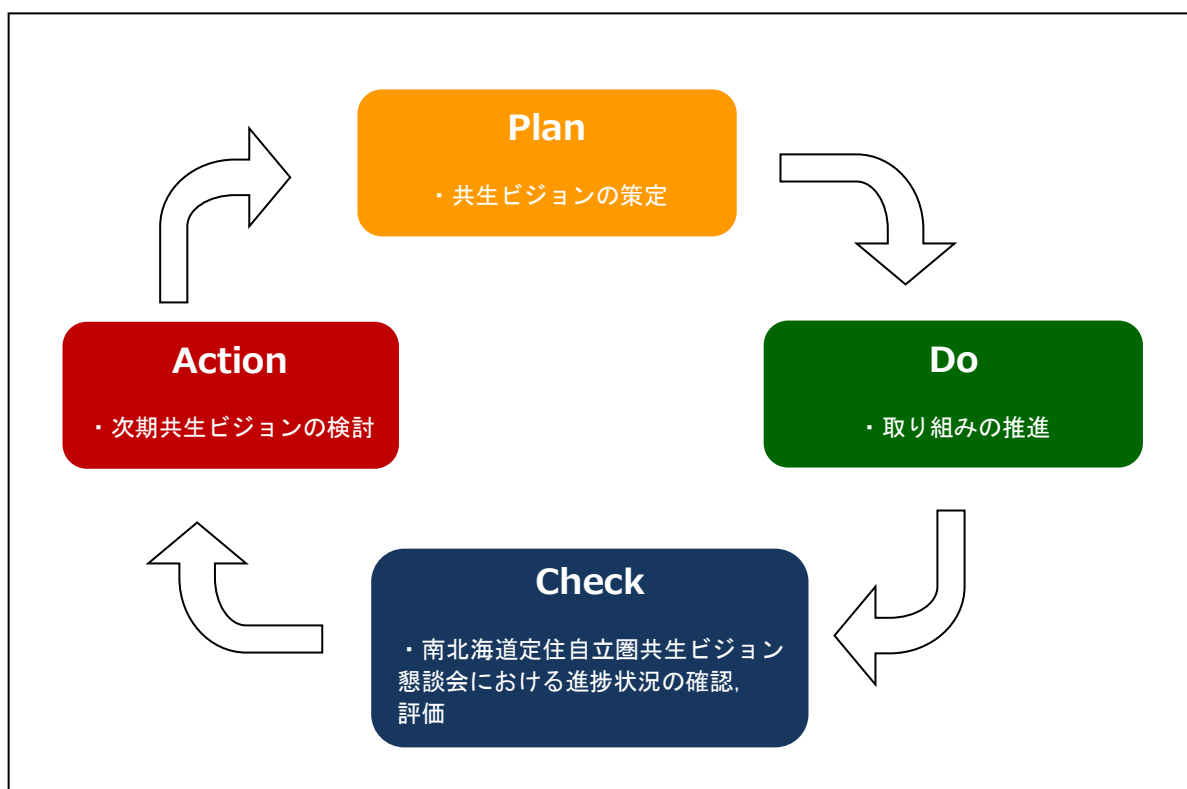 Plan
・共生ビジョンの策定
Do
・取り組みの推進
Check
・南北海道定住自立圏共生ビジョン
懇談会における進捗状況の確認,
評価
Action
・次期共生ビジョンの検討